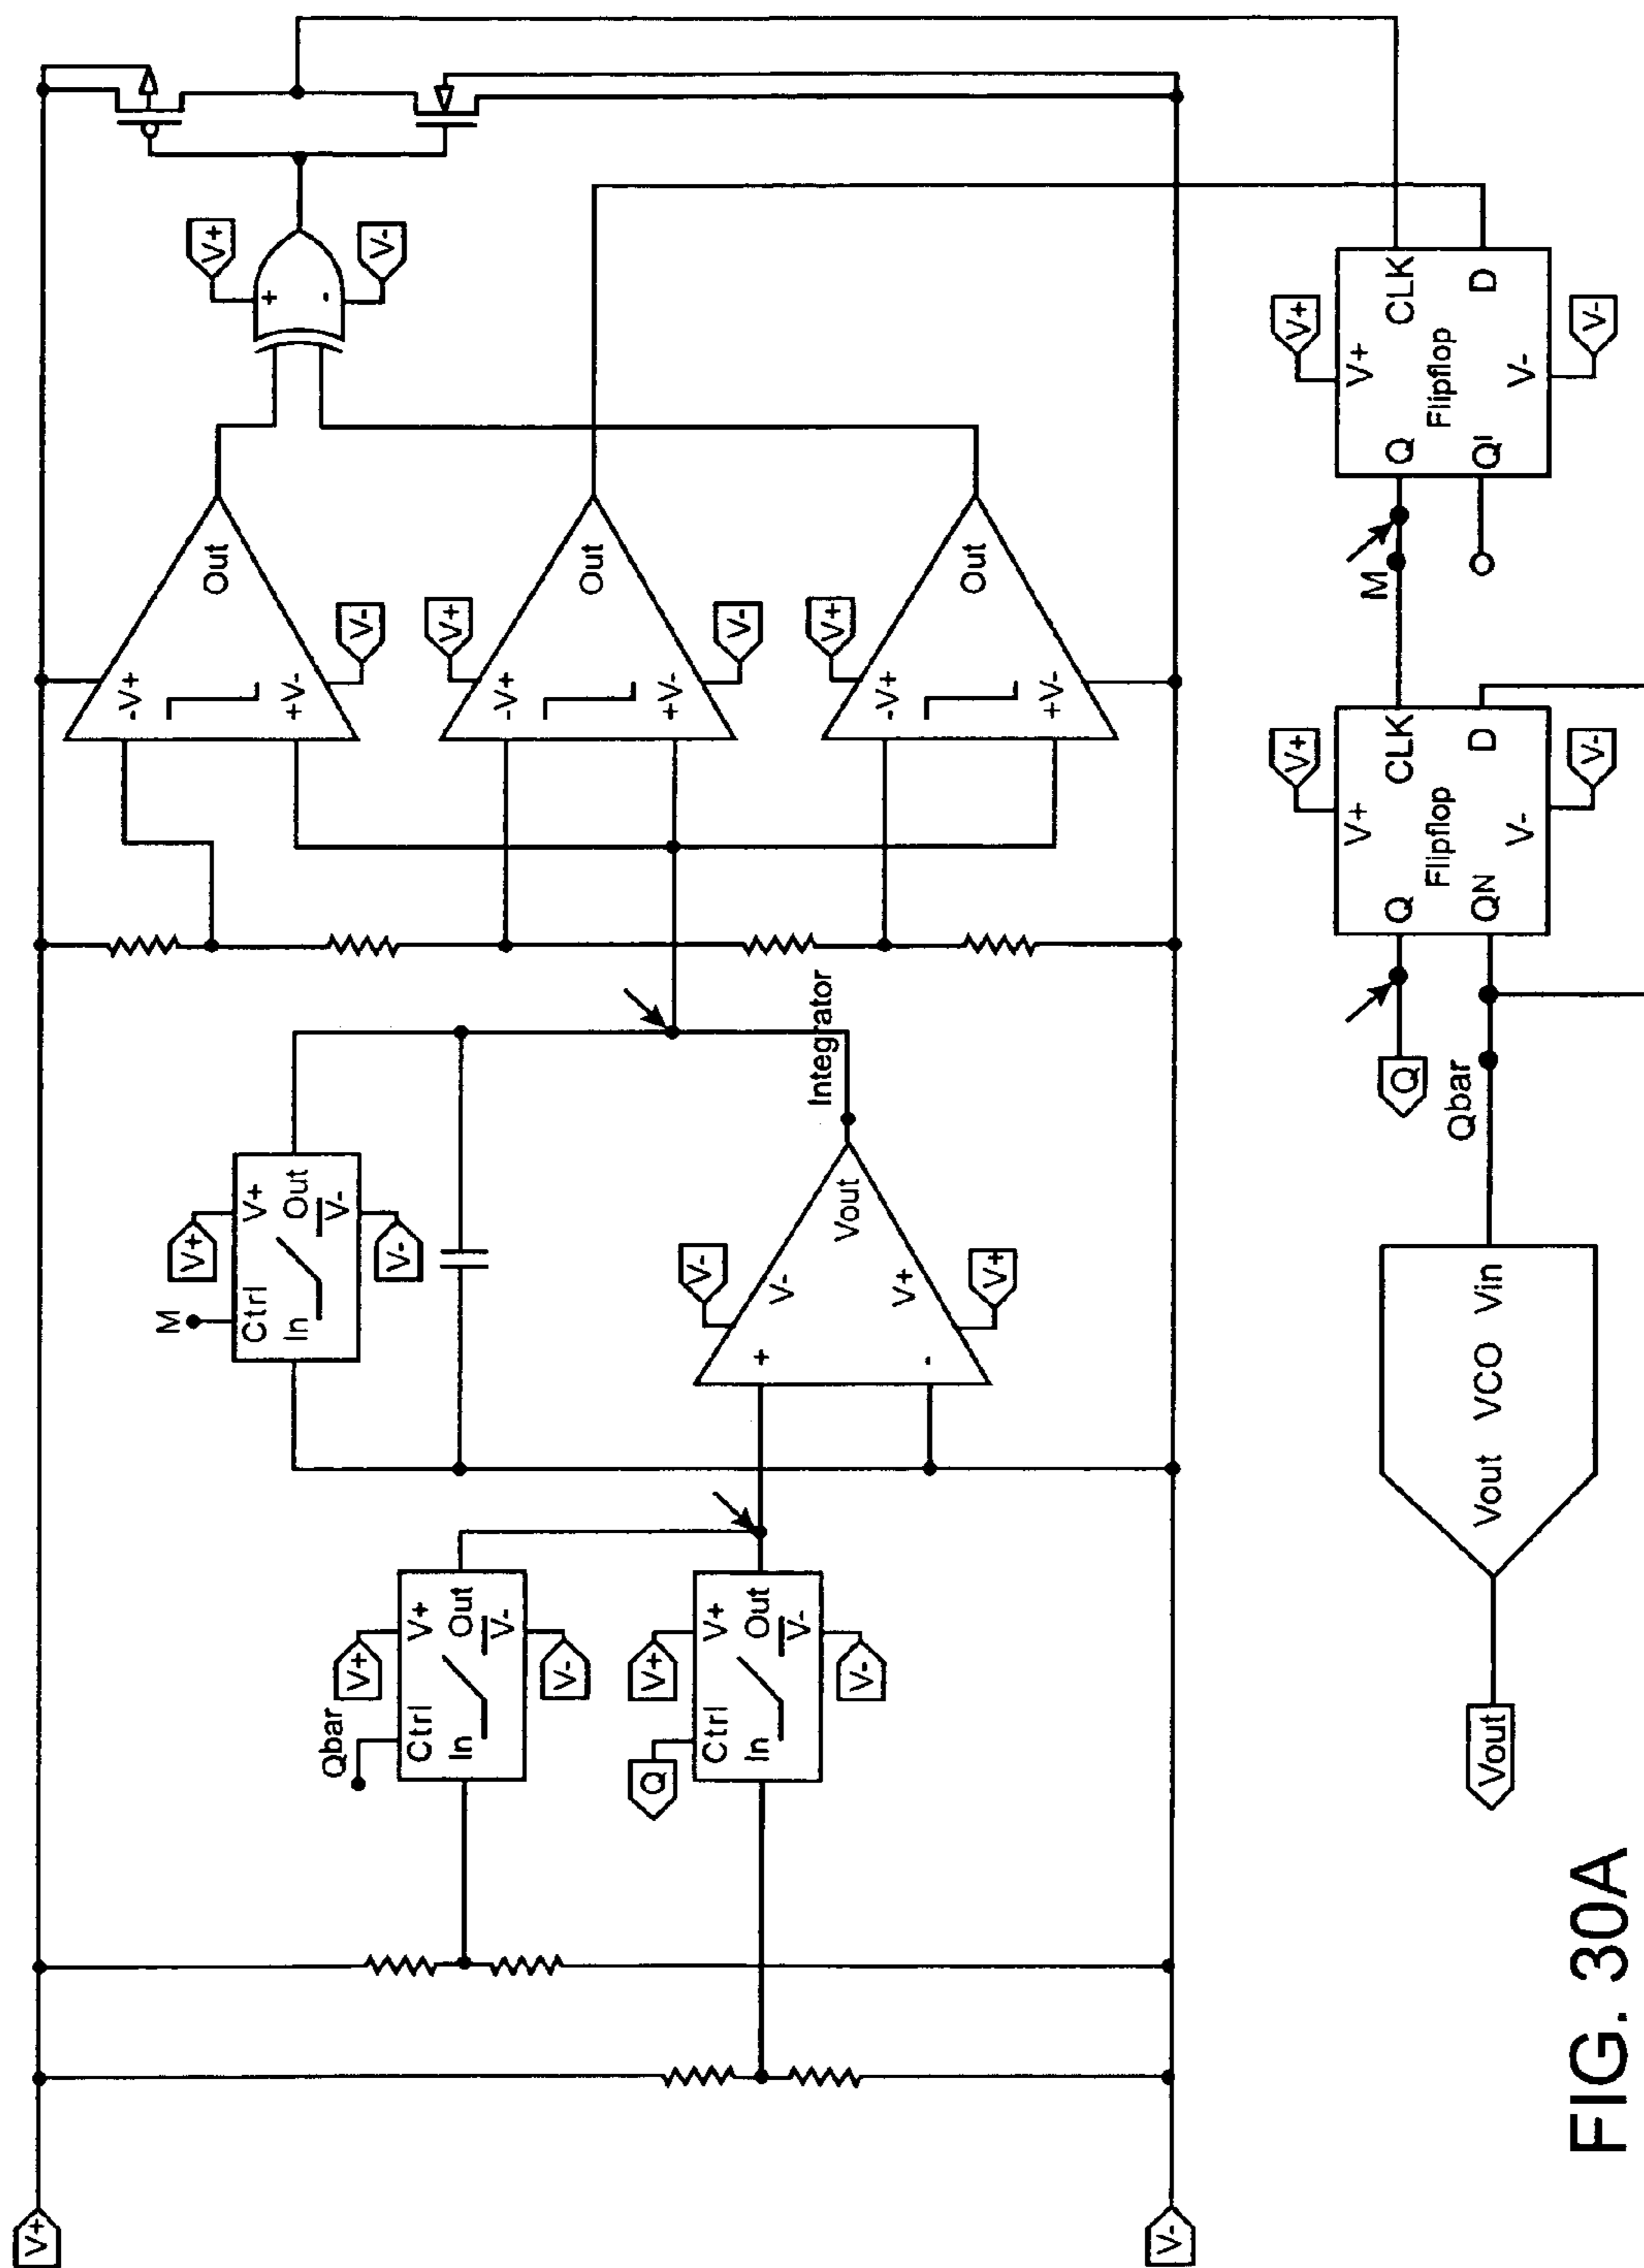 V+
V-
Qbar
V+
Ctrl V+
In Out
V-
V-
Q
V+
Ctrl V+
In Out
V-
V-
M
V+
Ctrl V+
In Out
V-
V-
V-
+ V-
Vout
- V+
V+
Integrator
-V+
Out
+V-
V-
V+
-V+
Out
+V-
V-
V+
-V+
Out
+V-
V+
+
-
V-
Vout
Vout VCO Vin
Qbar
Q
V+
V+
Q CLK
Flipflop
QN D
V-
V-
M
V+
V+
Q CLK
Flipflop
QI D
V-
V-
FIG. 30A